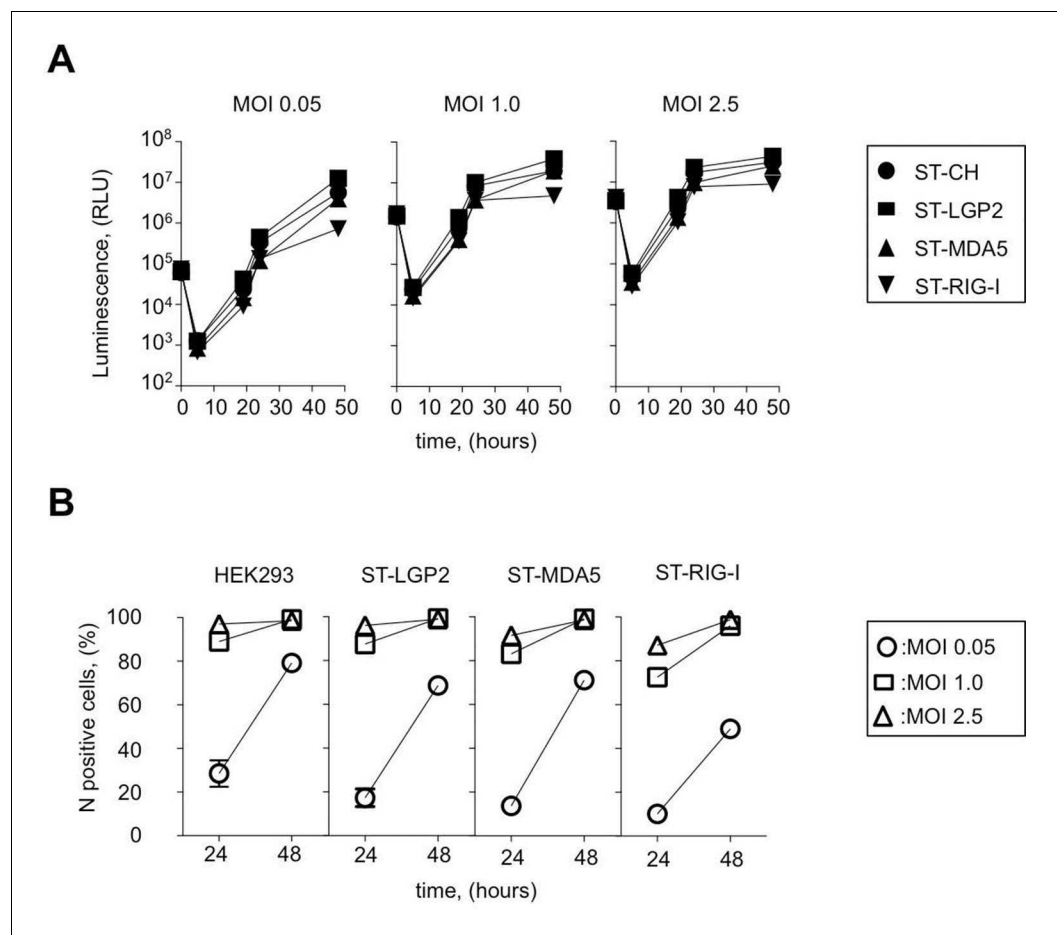 A
MOI 0.05 MOI 1.0 MOI 2.5
Luminescence, (RLU)
10⁸
10⁷
10⁶
10⁵
10⁴
10³
10²
0 10 20 30 40 50 0 10 20 30 40 50 0 10 20 30 40 50
time, (hours)
ST-CH
ST-LGP2
ST-MDA5
ST-RIG-I
B
HEK293 ST-LGP2 ST-MDA5 ST-RIG-I
N positive cells, (%)
100
80
60
40
20
0
24 48 24 48 24 48 24 48
time, (hours)
:MOI 0.05
:MOI 1.0
:MOI 2.5